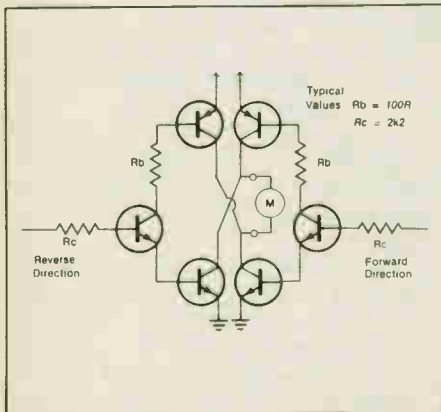 Typical
Values Rb = 100R
Rc = 2k2
Rb
Rb
M
Rc
Reverse
Direction
Rc
Forward
Direction